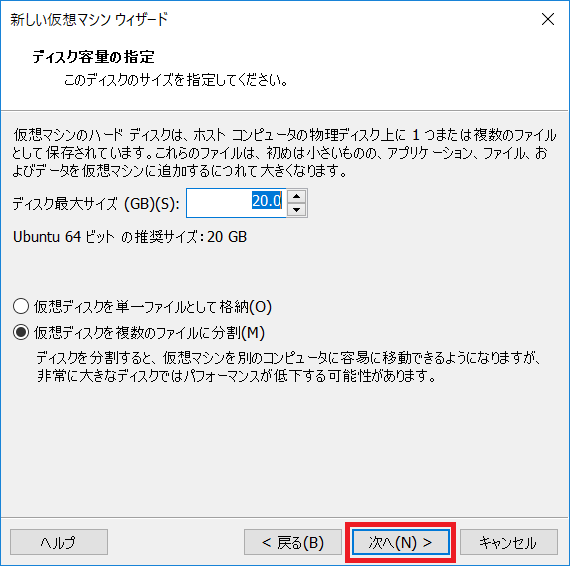 新しい仮想マシン ウィザード
ディスク容量の指定
このディスクのサイズを指定してください。
仮想マシンのハード ディスクは、ホスト コンピュータの物理ディスク上に 1 つまたは複数のファイル
として保存されています。これらのファイルは、初めは小さいものの、アプリケーション、ファイル、お
よびデータを仮想マシンに追加するにつれて大きくなります。
ディスク最大サイズ (GB)(S): 20.0
Ubuntu 64 ビット の推奨サイズ: 20 GB
仮想ディスクを単一ファイルとして格納(O)
仮想ディスクを複数のファイルに分割(M)
ディスクを分割すると、仮想マシンを別のコンピュータに容易に移動できるようになりますが、
非常に大きなディスクではパフォーマンスが低下する可能性があります。
ヘルプ < 戻る(B) 次へ(N) > キャンセル